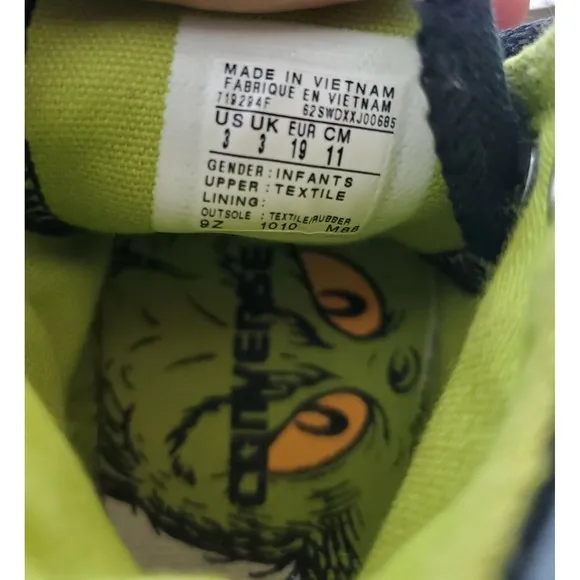 MADE IN VIETNAM
FABRIQUE EN VIETNAM
719294F 62SWDXXJ00685
US UK EUR CM
3 3 19 11
GENDER : INFANTS
UPPER : TEXTILE
LINING:
OUTSOLE : TEXTILE/RUBBER
9Z 1010 M88
CONVERSE